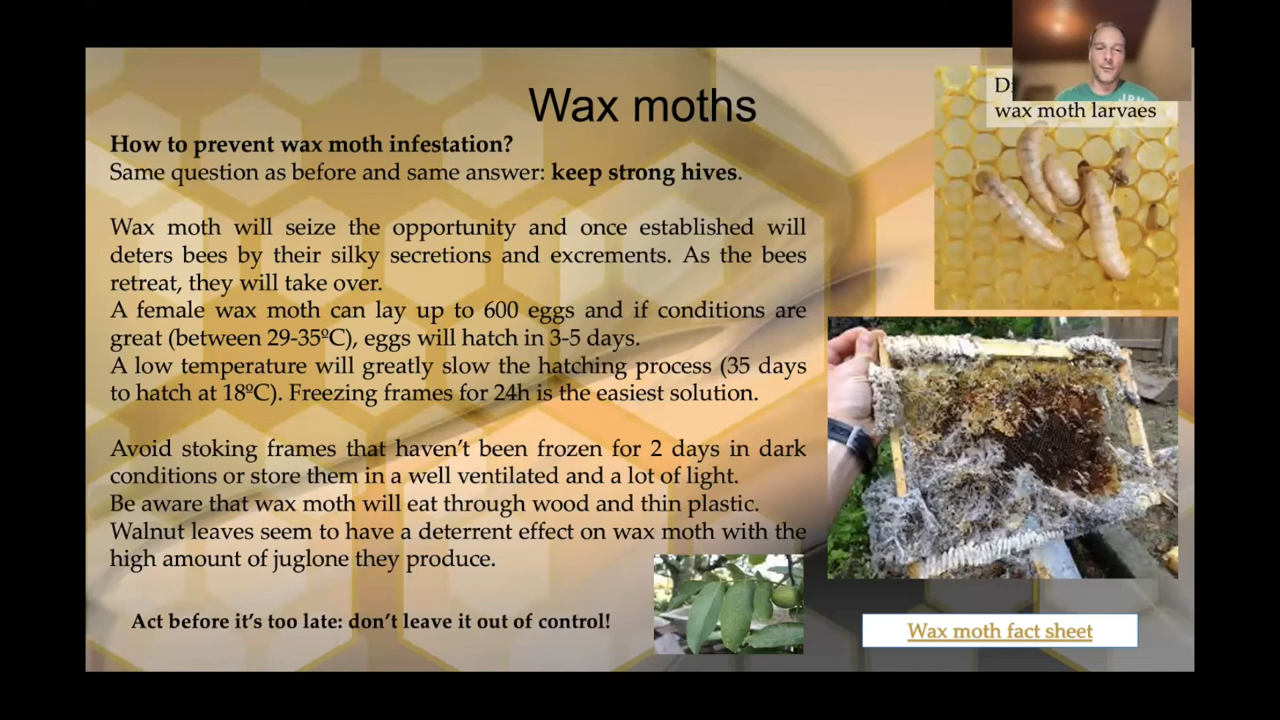 Wax moths
How to prevent wax moth infestation?
Same question as before and same answer: keep strong hives.
Wax moth will seize the opportunity and once established will
deters bees by their silky secretions and excrements. As the bees
retreat, they will take over.
A female wax moth can lay up to 600 eggs and if conditions are
great (between 29-35ºC), eggs will hatch in 3-5 days.
A low temperature will greatly slow the hatching process (35 days
to hatch at 18ºC). Freezing frames for 24h is the easiest solution.
Avoid stoking frames that haven’t been frozen for 2 days in dark
conditions or store them in a well ventilated and a lot of light.
Be aware that wax moth will eat through wood and thin plastic.
Walnut leaves seem to have a deterrent effect on wax moth with the
high amount of juglone they produce.
Act before it’s too late: don’t leave it out of control!
wax moth larvaes
Wax moth fact sheet